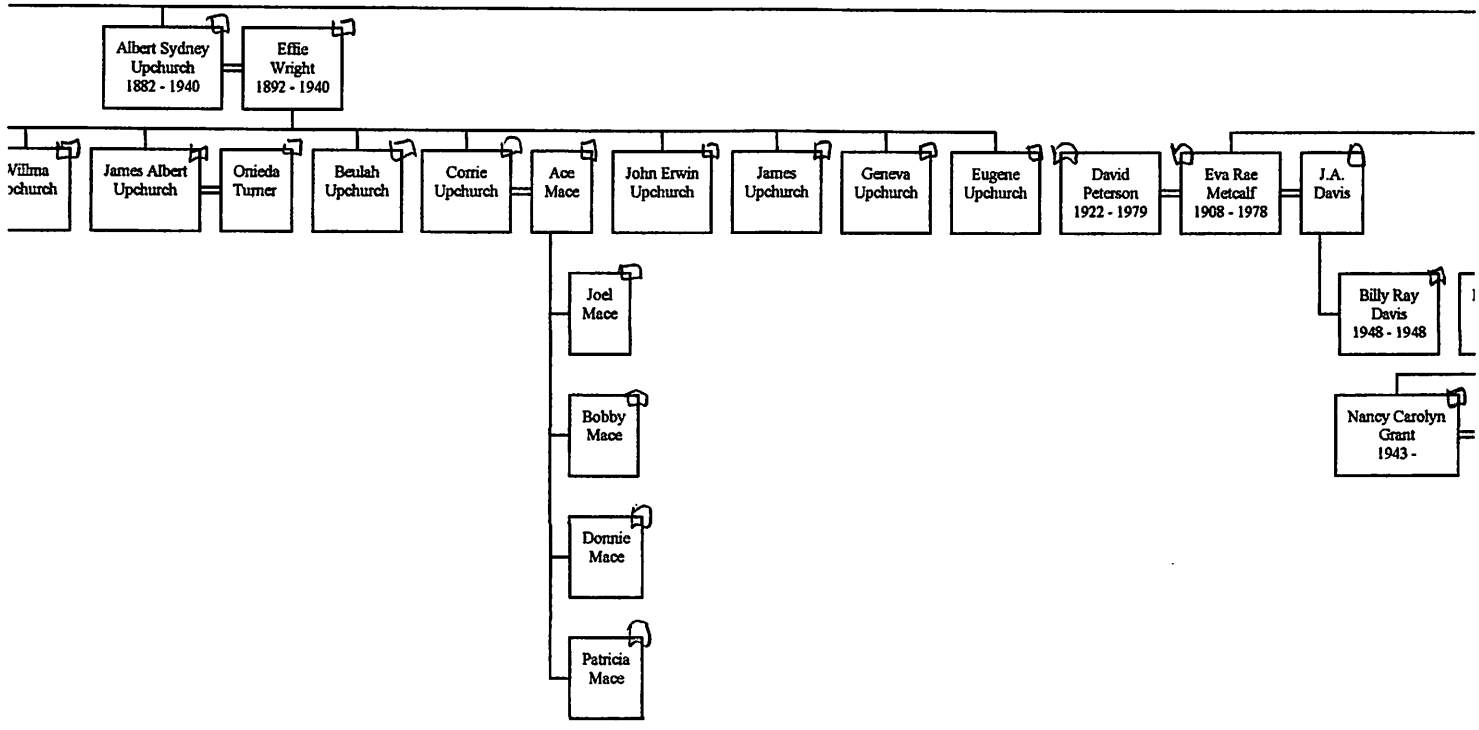 Albert Sydney
Upchurch
1882 - 1940
Effie
Wright
1892 - 1940
James Albert
Upchurch
Onieda
Turner
Beulah
Upchurch
Corrie
Upchurch
Ace
Mace
John Erwin
Upchurch
James
Upchurch
Geneva
Upchurch
Eugene
Upchurch
David
Peterson
1922 - 1979
Eva Rae
Metcalf
1908 - 1978
J.A.
Davis
Joel
Mace
Billy Ray
Davis
1948 - 1948
Bobby
Mace
Nancy Carolyn
Grant
1943 -
Donnie
Mace
Patricia
Mace